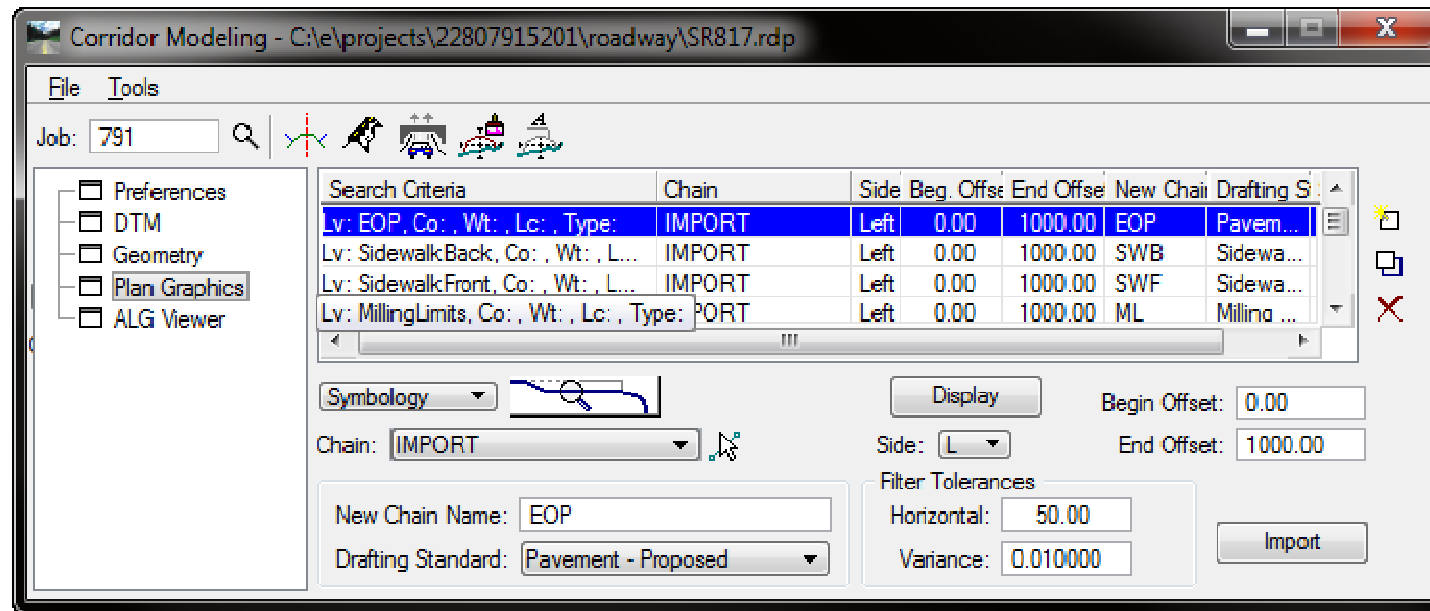 Corridor Modeling - C:\e\projects\22807915201\roadway\SR817.rdp
File Tools
Job: 791
Preferences
DTM
Geometry
Plan Graphics
ALG Viewer
Search Criteria Chain Side Beg. Offse End Offse New Chain Drafting S
Lv: EOP, Co: , Wt: , Lc: , Type: IMPORT Left 0.00 1000.00 EOP Pavem...
Lv: SidewalkBack, Co: , Wt: , L... IMPORT Left 0.00 1000.00 SWB Sidewa...
Lv: SidewalkFront, Co: , Wt: , L... IMPORT Left 0.00 1000.00 SWF Sidewa...
Lv: MillingLimits, Co: , Wt: , Lc: , Type: PORT Left 0.00 1000.00 ML Milling ...
Symbology Display Begin Offset: 0.00
Chain: IMPORT Side: L End Offset: 1000.00
Filter Tolerances
New Chain Name: EOP Horizontal: 50.00
Drafting Standard: Pavement - Proposed Variance: 0.010000 Import